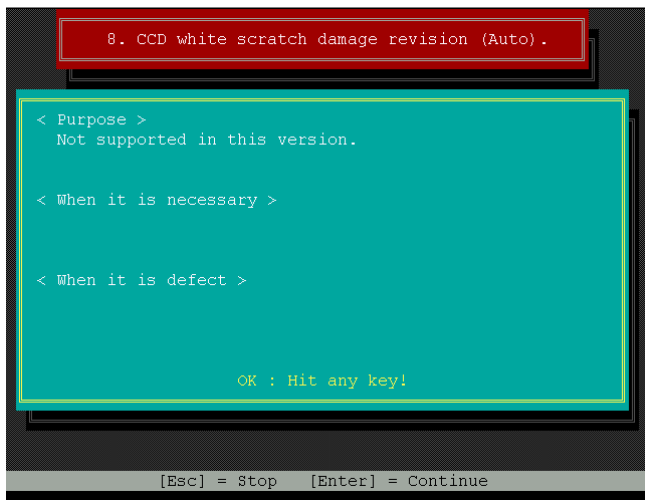 8. CCD white scratch damage revision (Auto).
< Purpose >
Not supported in this version.
< When it is necessary >
< When it is defect >
OK : Hit any key!
[Esc] = Stop [Enter] = Continue